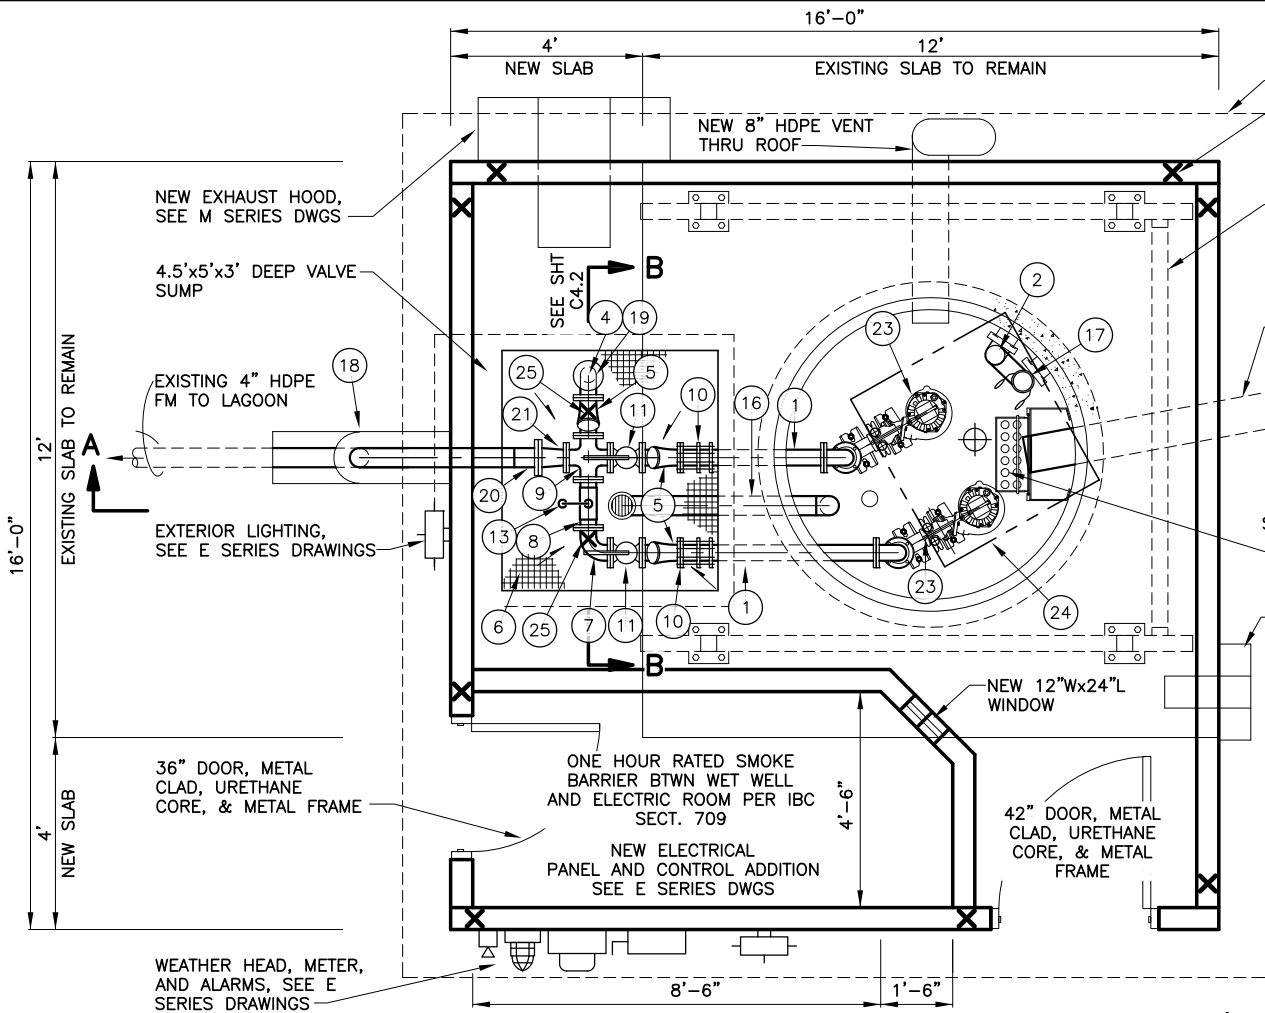 16'-0"
4'
12'
NEW SLAB
EXISTING SLAB TO REMAIN
NEW 8" HDPE VENT
THRU ROOF
NEW EXHAUST HOOD,
SEE M SERIES DWGS
4.5'x5'x3' DEEP VALVE
SUMP
SEE SHT
C4.2
B
4
19
2
23
17
18
25
5
10
11
1
16
EXISTING 4" HDPE
FM TO LAGOON
21
A
20
9
5
13
8
EXTERIOR LIGHTING,
SEE E SERIES DRAWINGS
S
6
25
7
11
10
1
23
24
B
16'-0"
12'
EXISTING SLAB TO REMAIN
4'
NEW SLAB
NEW 12"Wx24"L
WINDOW
36" DOOR, METAL
CLAD, URETHANE
CORE, & METAL FRAME
ONE HOUR RATED SMOKE
BARRIER BTWN WET WELL
AND ELECTRIC ROOM PER IBC
SECT. 709
4'-6"
42" DOOR, METAL
CLAD, URETHANE
CORE, & METAL
FRAME
NEW ELECTRICAL
PANEL AND CONTROL ADDITION
SEE E SERIES DWGS
WEATHER HEAD, METER,
AND ALARMS, SEE E
SERIES DRAWINGS
8'-6"
1'-6"